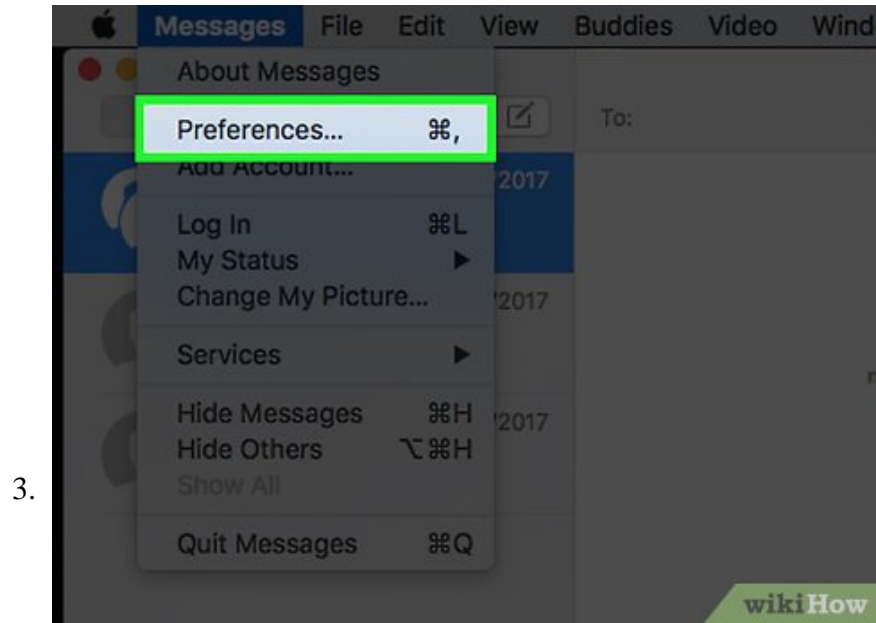 Messages File Edit View Buddies Video Wind
About Messages
Preferences... ⌘,
To:
Add Account...
2017
Log In ⌘L
My Status ▶
Change My Picture...
2017
Services ▶
Hide Messages ⌘H
2017
Hide Others ⌥⌘H
3.
Show All
Quit Messages ⌘Q
wikiHow